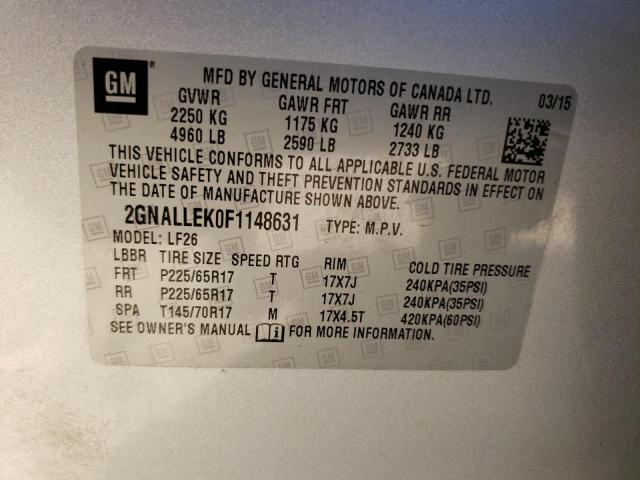 GM
MFD BY GENERAL MOTORS OF CANADA LTD.
03/15
GVWR GAWR FRT GAWR RR
2250 KG 1175 KG 1240 KG
4960 LB 2590 LB 2733 LB
THIS VEHICLE CONFORMS TO ALL APPLICABLE U.S. FEDERAL MOTOR
VEHICLE SAFETY AND THEFT PREVENTION STANDARDS IN EFFECT ON
THE DATE OF MANUFACTURE SHOWN ABOVE.
2GNALLEK0F1148631 TYPE: M.P.V.
MODEL: LF26
LBBR TIRE SIZE SPEED RTG RIM COLD TIRE PRESSURE
FRT P225/65R17 T 17X7J 240KPA(35PSI)
RR P225/65R17 T 17X7J 240KPA(35PSI)
SPA T145/70R17 M 17X4.5T 420KPA(60PSI)
SEE OWNER'S MANUAL FOR MORE INFORMATION.